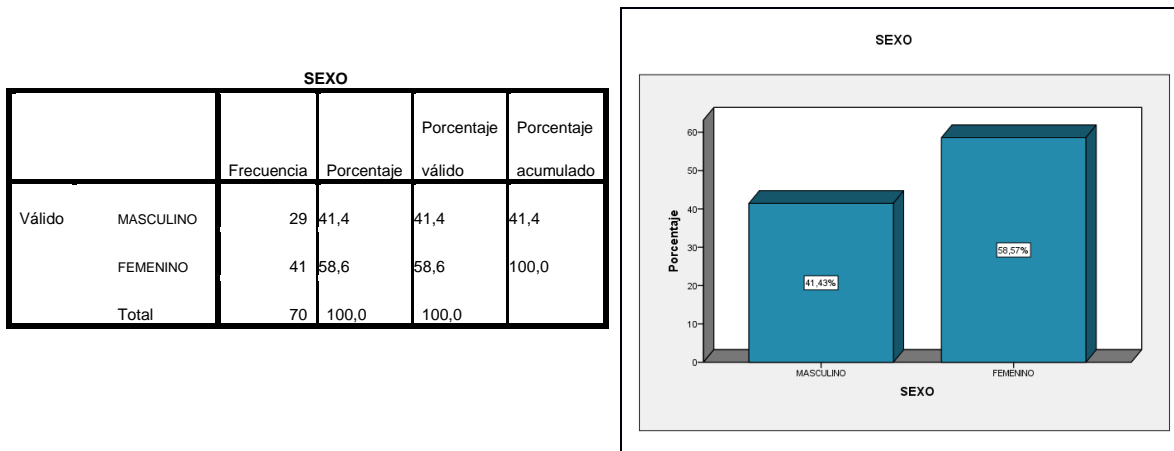 SEXO
Frecuencia Porcentaje Porcentaje válido Porcentaje acumulado
Válido MASCULINO 29 41,4 41,4 41,4
FEMENINO 41 58,6 58,6 100,0
Total 70 100,0 100,0
SEXO
Porcentaje
60
50
40
30
20
10
0
41,43%
58,57%
MASCULINO FEMENINO
SEXO